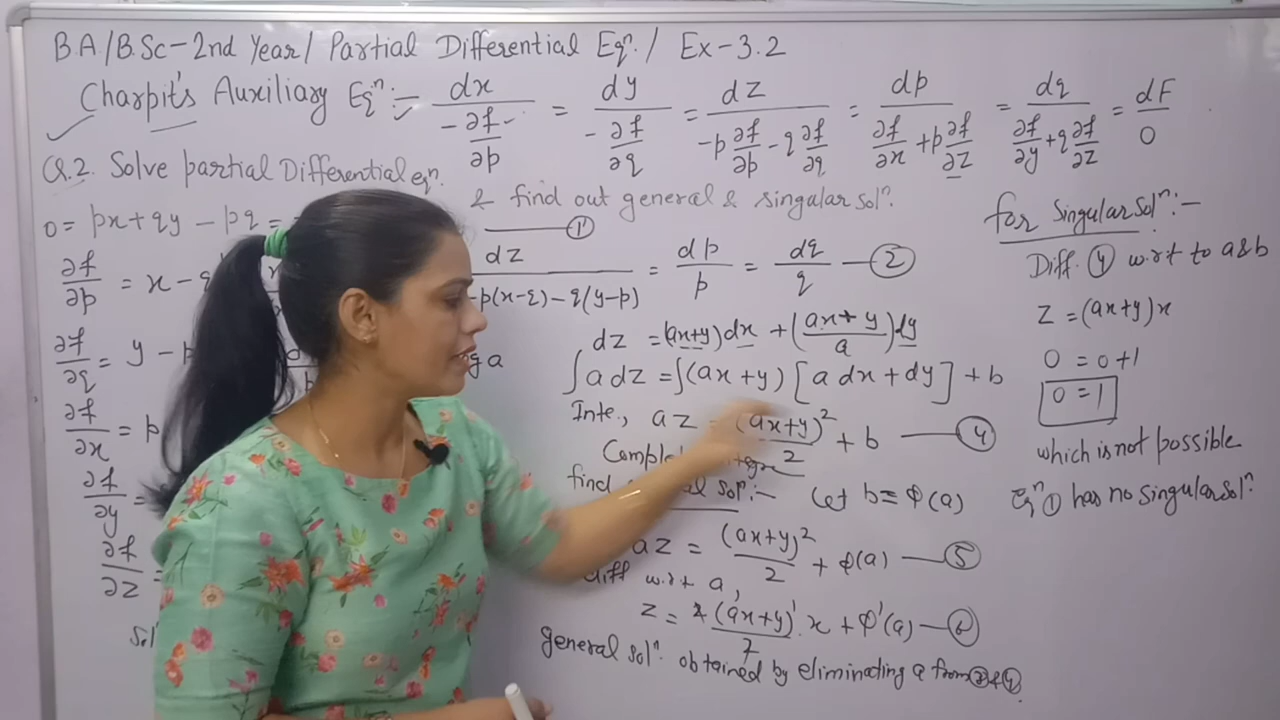 B.A/B.Sc-2nd Year/ Partial Differential Eqⁿ./ Ex-3.2
Charpit's Auxiliary Eqⁿ:- dx/(-∂f/∂p) = dy/(-∂f/∂q) = dz/(-p ∂f/∂p - q ∂f/∂q) = dp/(∂f/∂x + p ∂f/∂z) = dq/(∂f/∂y + q ∂f/∂z) = dF/0
Q.2. Solve partial Differential eqⁿ.
& find out general & singular solⁿ.
0 = px + qy - pq =
①
∂f/∂p = x - q
∂f/∂q = y - p
∂f/∂x = p
∂f/∂y =
∂f/∂z =
Sol
dz/(-p(x-q) - q(y-p)) = dp/p = dq/q — ②
g a
dz = (ax+y)dx + ((ax+y)/a)dy
∫a dz = ∫(ax+y)[a dx + dy] + b
Inte., az = (ax+y)²/2 + b — ④
find solⁿ:- Let b = φ(a)
az = (ax+y)²/2 + φ(a) — ⑤
diff w.r.t a,
z = 2(ax+y)'/2 . x + φ'(a) — ⑥
general solⁿ. obtained by eliminating a from
for Singular Solⁿ:-
Diff. ④ w.r.t to a & b
z = (ax+y)x
0 = 0+1
0 = 1
which is not possible
Eqⁿ ① has no singular solⁿ.